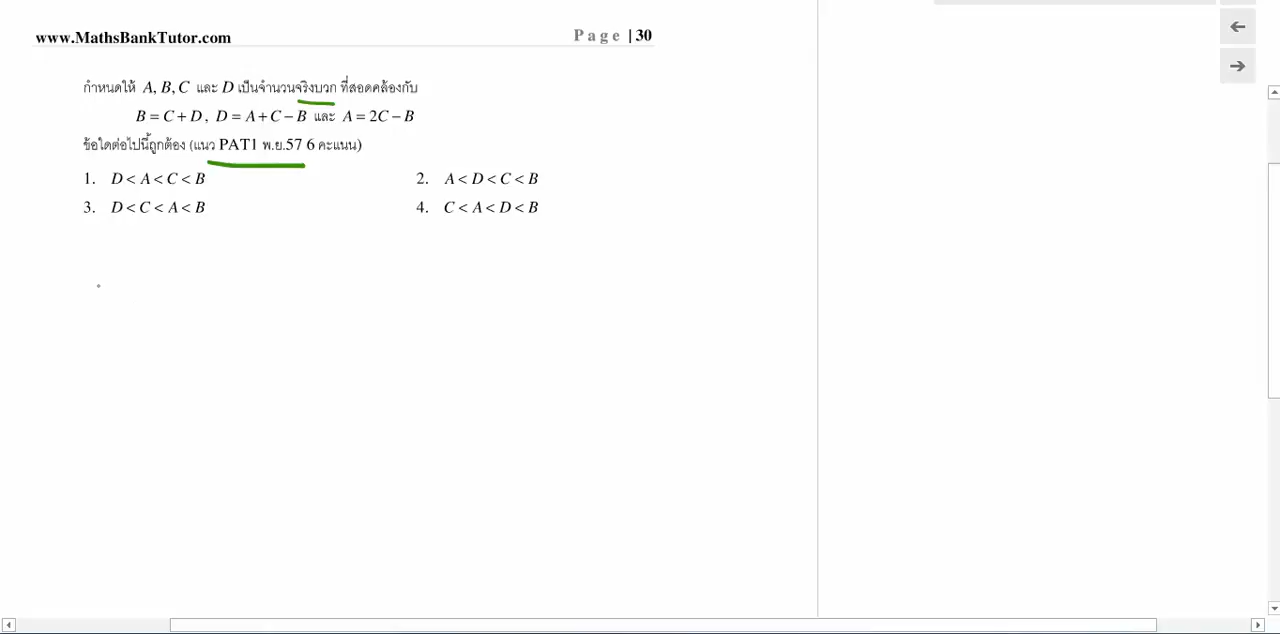 www.MathsBankTutor.com
Page | 30
กำหนดให้ A, B, C และ D เป็นจำนวนจริงบวก ที่สอดคล้องกับ
B = C + D , D = A + C − B และ A = 2C − B
ข้อใดต่อไปนี้ถูกต้อง (แนว PAT1 พ.ย.57 6 คะแนน)
1. D < A < C < B
2. A < D < C < B
3. D < C < A < B
4. C < A < D < B